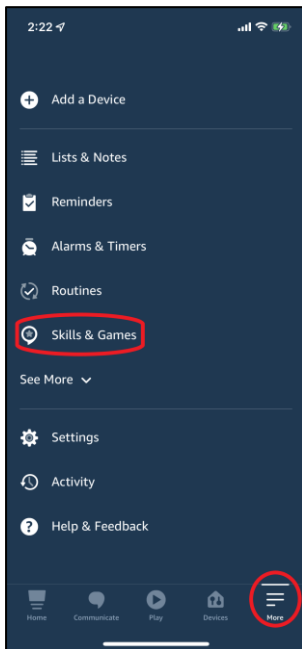 2:22
Add a Device
Lists & Notes
Reminders
Alarms & Timers
Routines
Skills & Games
See More
Settings
Activity
Help & Feedback
Home Communicate Play Devices More